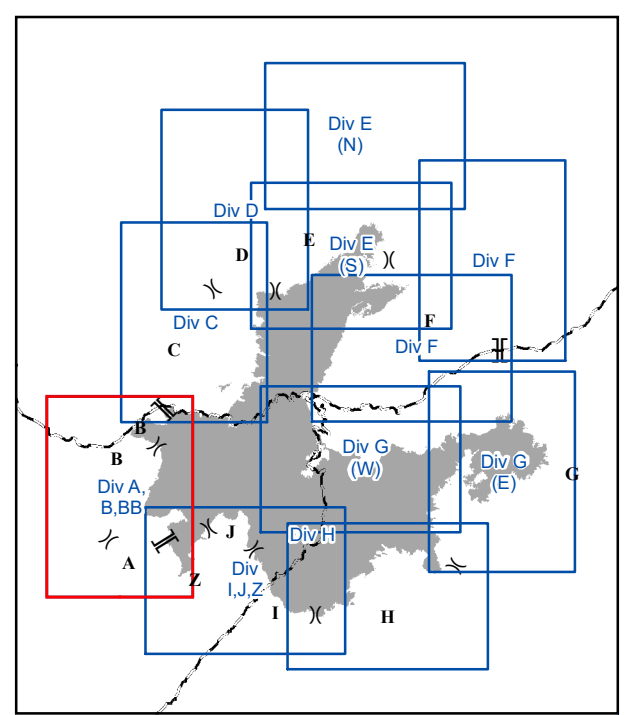 Div E
(N)
Div D
E
Div E
(S)
D
Div F
Div C
F
Div F
C
B
B
Div G
(W)
Div G
(E)
G
Div A,
B,BB
J
Div H
A
Div
I,J,Z
Z
I
H